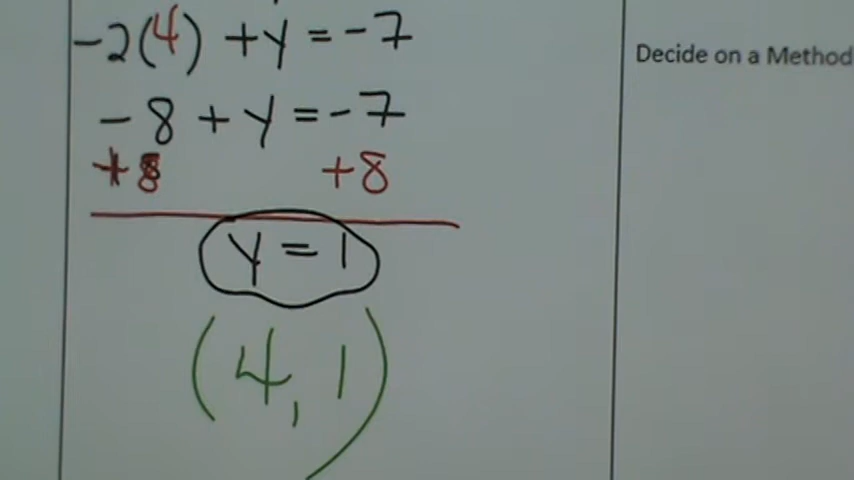 -2(4) + y = -7
-8 + y = -7
+8 +8
y = 1
(4, 1)
Decide on a Method